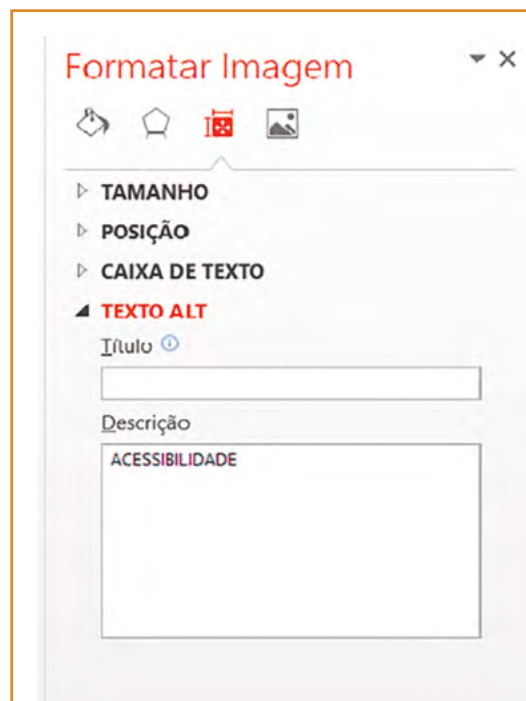 Formatar Imagem
TAMANHO
POSIÇÃO
CAIXA DE TEXTO
TEXTO ALT
Título
Descrição
ACESSIBILIDADE